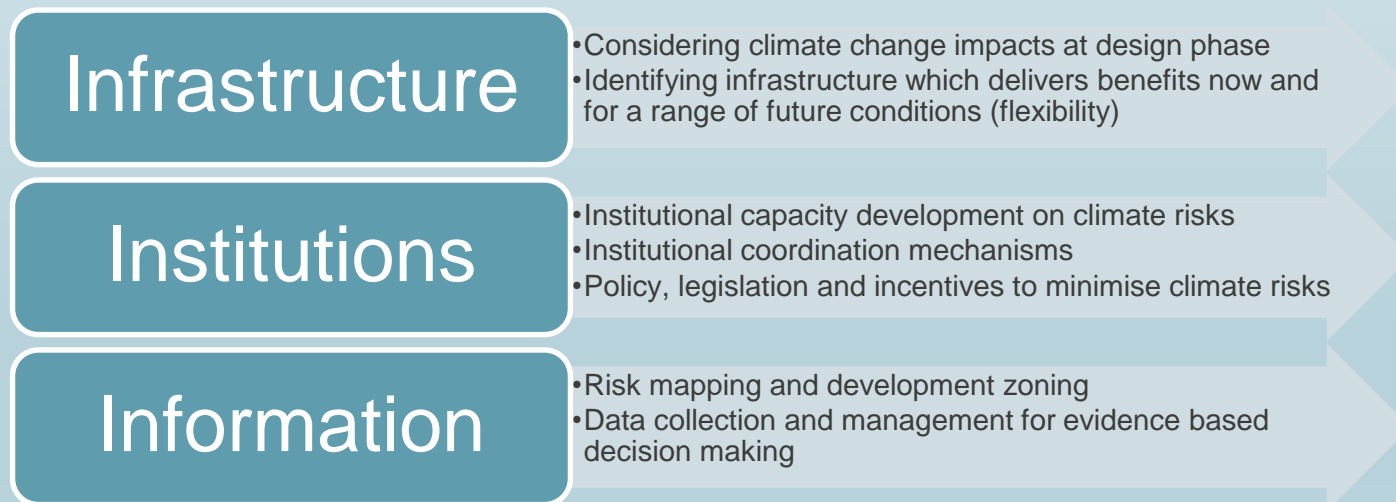 Infrastructure
•Considering climate change impacts at design phase
•Identifying infrastructure which delivers benefits now and
for a range of future conditions (flexibility)
Institutions
•Institutional capacity development on climate risks
•Institutional coordination mechanisms
•Policy, legislation and incentives to minimise climate risks
Information
•Risk mapping and development zoning
•Data collection and management for evidence based
decision making